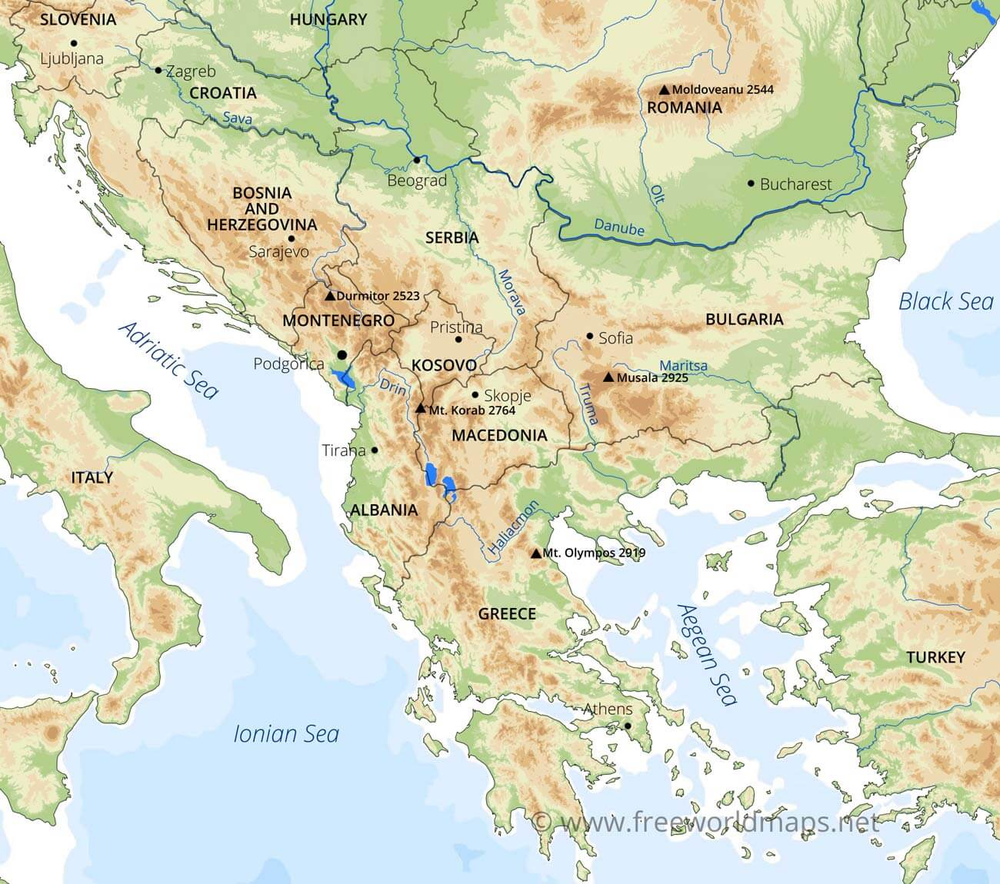 SLOVENIA
HUNGARY
Ljubljana
Zagreb
CROATIA
Moldoveanu 2544
ROMANIA
Sava
Beograd
Bucharest
BOSNIA
AND
HERZEGOVINA
Olt
Danube
SERBIA
Sarajevo
Durmitor 2523
Morava
Black Sea
MONTENEGRO
Pristina
BULGARIA
Sofia
Adriatic Sea
Podgorica
KOSOVO
Maritsa
Musala 2925
Drin
Skopje
Truma
Mt. Korab 2764
MACEDONIA
Tirana
ITALY
ALBANIA
Haliacmon
Mt. Olympos 2919
GREECE
Aegean Sea
TURKEY
Athens
Ionian Sea
© www.freeworldmaps.net